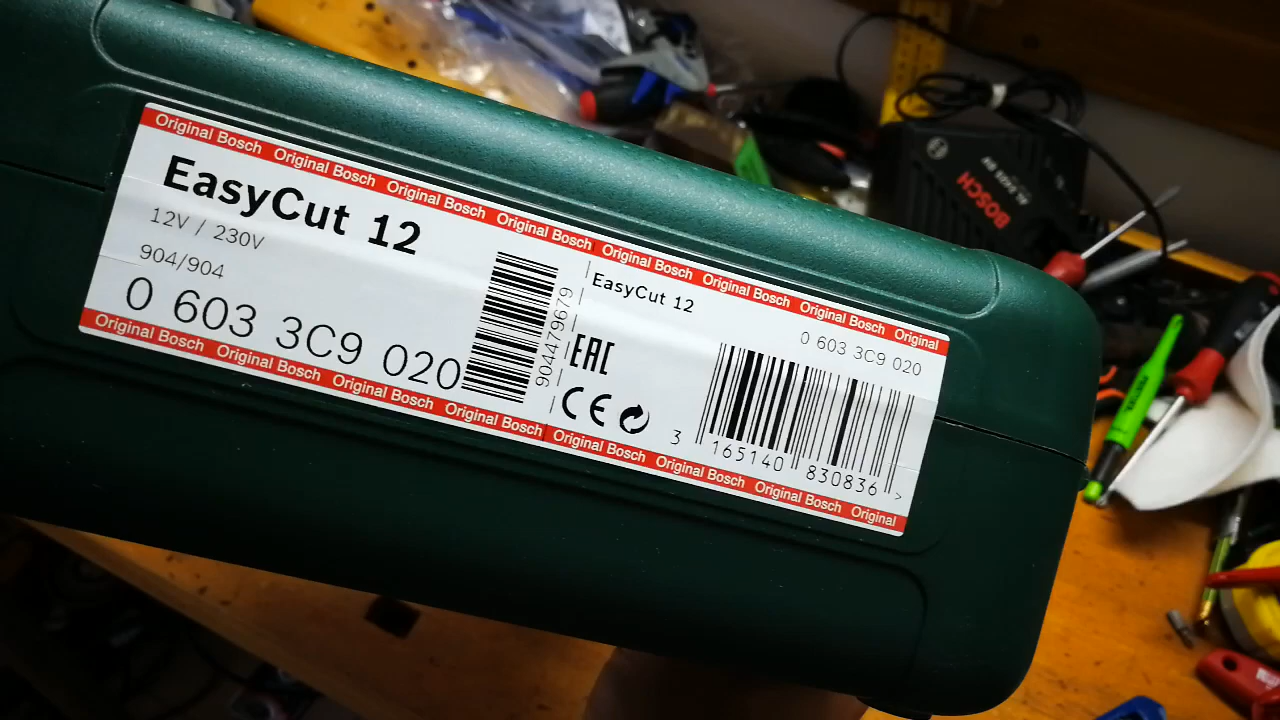 Original Bosch Original Bosch Original Bosch Original Bosch Original Bosch Original Bosch Original Bosch Original
EasyCut 12
12V / 230V
904/904
0 603 3C9 020
904479679
EasyCut 12
0 603 3C9 020
EAC
CE
3 165140 830836 >
Original Bosch Original Bosch Original Bosch Original Bosch Original Bosch Original Bosch Original Bosch Original
BOSCH